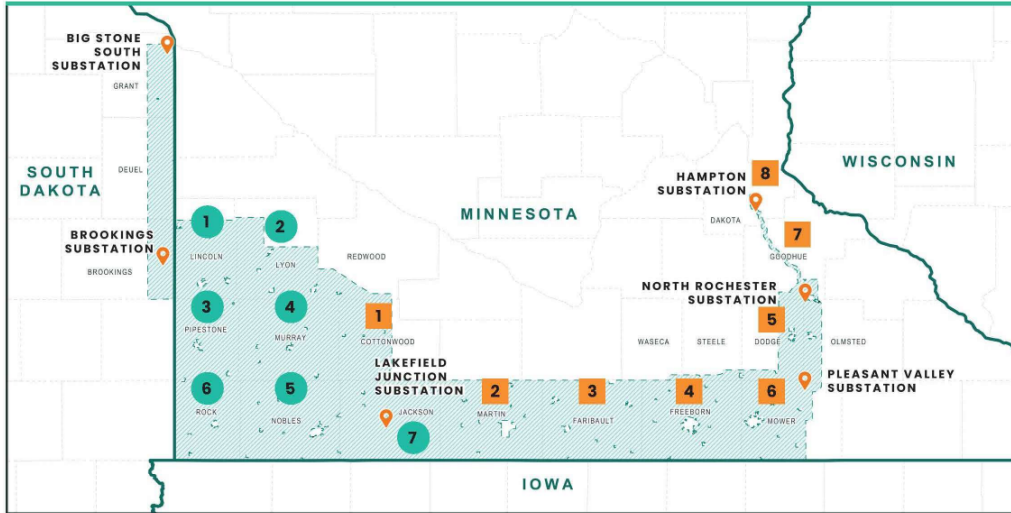 BIG STONE
SOUTH
SUBSTATION
GRANT
SOUTH
DAKOTA
DEUEL
BROOKINGS
SUBSTATION
BROOKINGS
MINNESOTA
WISCONSIN
8
HAMPTON
SUBSTATION
DAKOTA
7
GOODHUE
1
LINCOLN
2
LYON
REDWOOD
NORTH ROCHESTER
SUBSTATION
3
PIPESTONE
4
MURRAY
1
COTTONWOOD
5
WASECA
STEELE
DODGE
OLMSTED
LAKEFIELD
JUNCTION
SUBSTATION
PLEASANT VALLEY
SUBSTATION
6
ROCK
5
NOBLES
JACKSON
7
2
MARTIN
3
FARIBAULT
4
FREEBORN
6
MOWER
IOWA